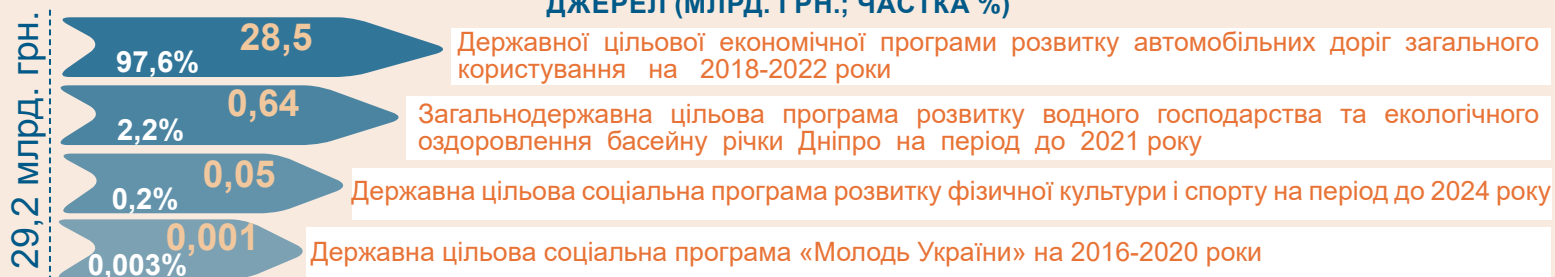 ДЖЕРЕЛ (МЛРД. ГРН.; ЧАСТКА %)
29,2 млрд. грн.
28,5
97,6%
Державної цільової економічної програми розвитку автомобільних доріг загального
користування на 2018-2022 роки
0,64
2,2%
Загальнодержавна цільова програма розвитку водного господарства та екологічного
оздоровлення басейну річки Дніпро на період до 2021 року
0,05
0,2%
Державна цільова соціальна програма розвитку фізичної культури і спорту на період до 2024 року
0,001
0,003%
Державна цільова соціальна програма «Молодь України» на 2016-2020 роки